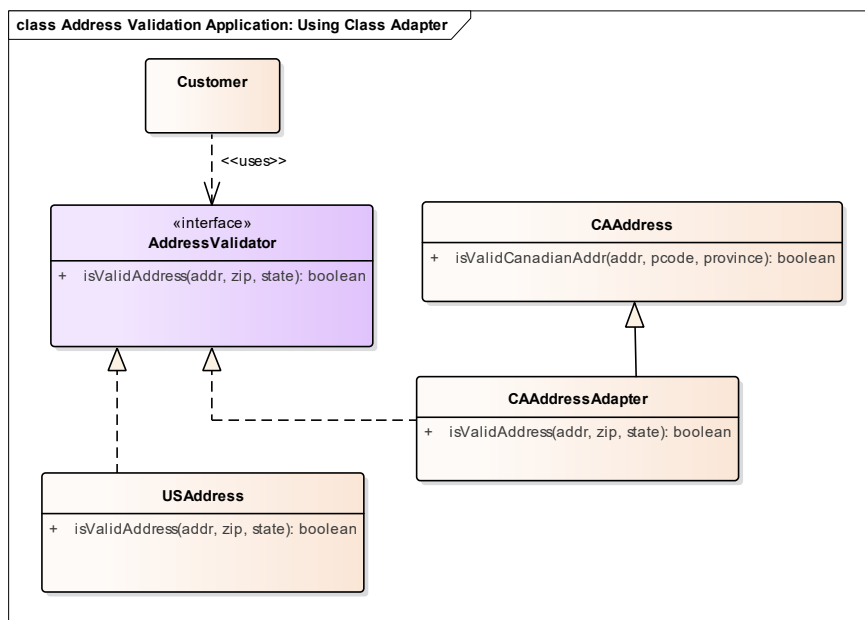 class Address Validation Application: Using Class Adapter
Customer
<<uses>>
«interface»
AddressValidator
+ isValidAddress(addr, zip, state): boolean
CAAddress
+ isValidCanadianAddr(addr, pcode, province): boolean
CAAddressAdapter
+ isValidAddress(addr, zip, state): boolean
USAddress
+ isValidAddress(addr, zip, state): boolean